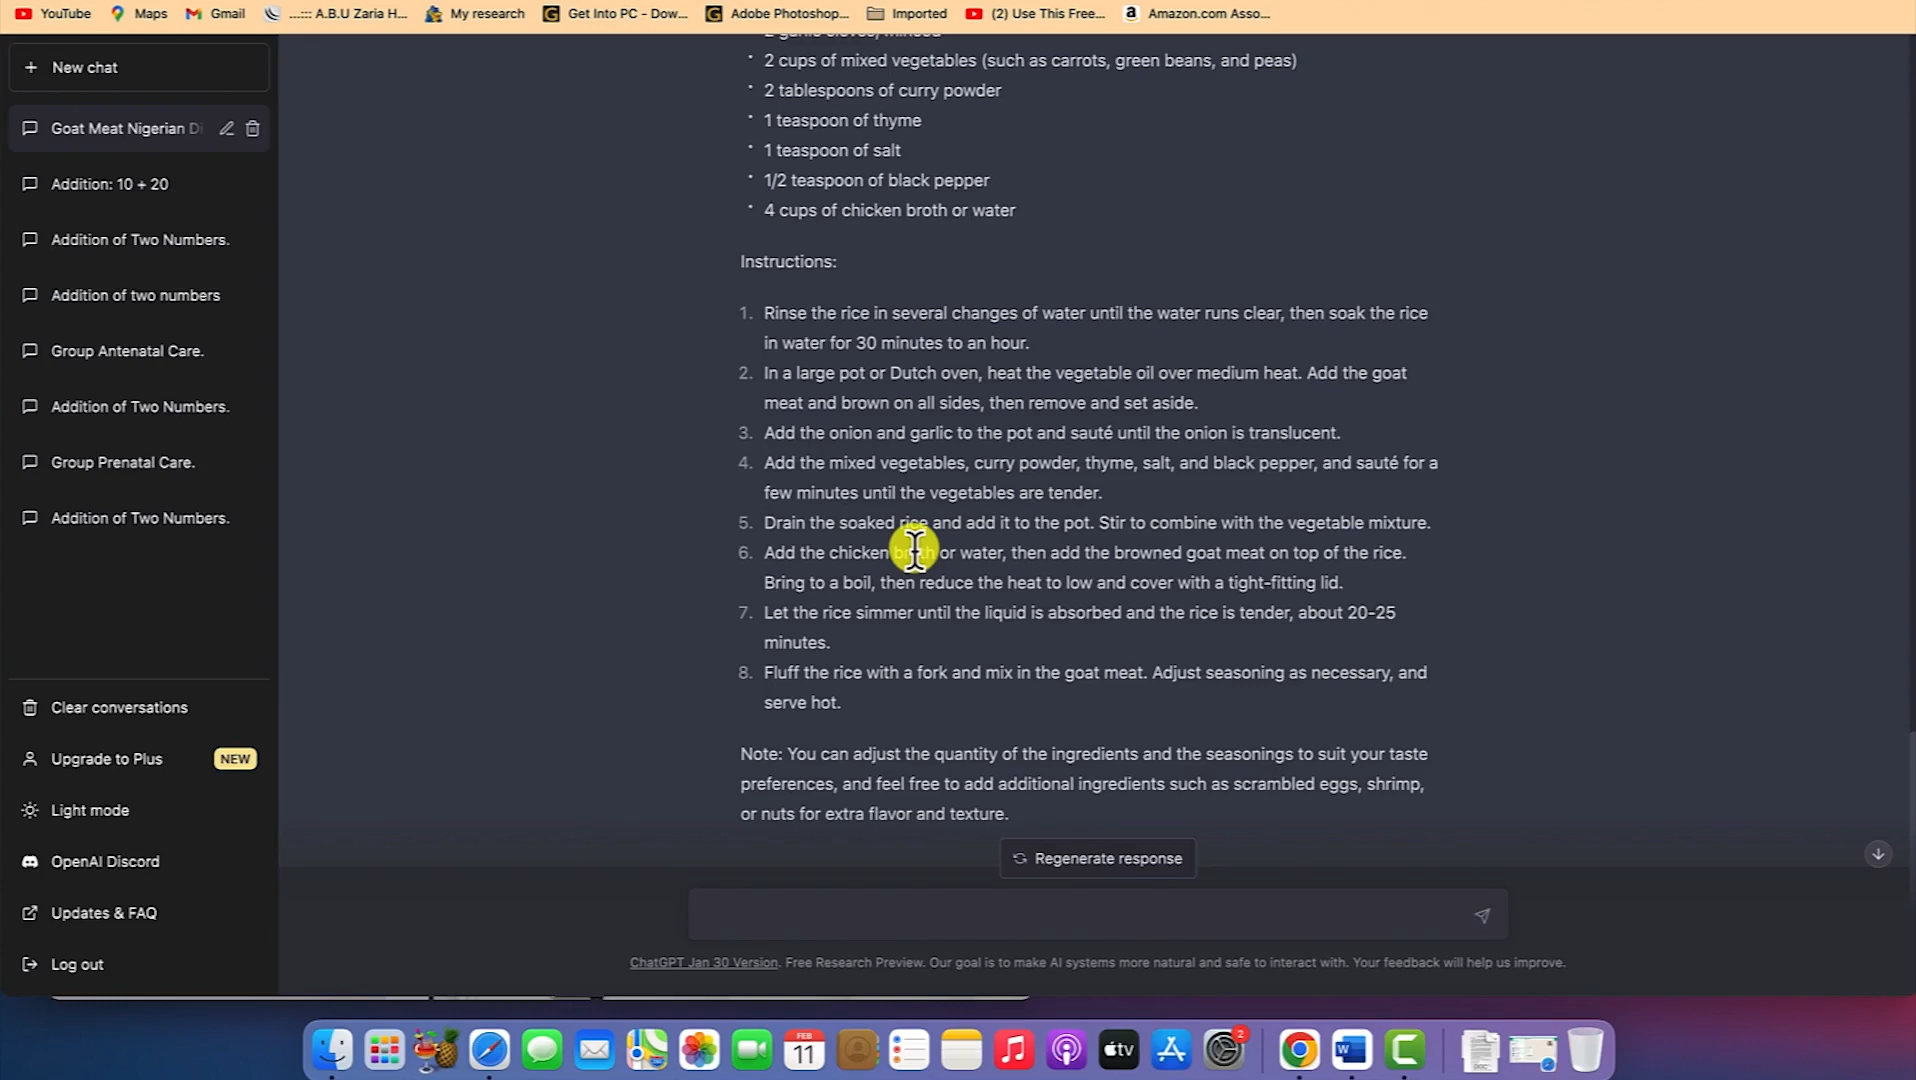 YouTube Maps Gmail ...::: A.B.U Zaria H... My research Get Into PC - Dow... Adobe Photoshop... Imported (2) Use This Free... Amazon.com Asso...
New chat
Goat Meat Nigerian Di
Addition: 10 + 20
Addition of Two Numbers.
Addition of two numbers
Group Antenatal Care.
Addition of Two Numbers.
Group Prenatal Care.
Addition of Two Numbers.
Clear conversations
Upgrade to Plus NEW
Light mode
OpenAI Discord
Updates & FAQ
Log out
2 garlic cloves, minced
• 2 cups of mixed vegetables (such as carrots, green beans, and peas)
• 2 tablespoons of curry powder
• 1 teaspoon of thyme
• 1 teaspoon of salt
• 1/2 teaspoon of black pepper
• 4 cups of chicken broth or water
Instructions:
1. Rinse the rice in several changes of water until the water runs clear, then soak the rice
in water for 30 minutes to an hour.
2. In a large pot or Dutch oven, heat the vegetable oil over medium heat. Add the goat
meat and brown on all sides, then remove and set aside.
3. Add the onion and garlic to the pot and sauté until the onion is translucent.
4. Add the mixed vegetables, curry powder, thyme, salt, and black pepper, and sauté for a
few minutes until the vegetables are tender.
5. Drain the soaked rice and add it to the pot. Stir to combine with the vegetable mixture.
6. Add the chicken broth or water, then add the browned goat meat on top of the rice.
Bring to a boil, then reduce the heat to low and cover with a tight-fitting lid.
7. Let the rice simmer until the liquid is absorbed and the rice is tender, about 20-25
minutes.
8. Fluff the rice with a fork and mix in the goat meat. Adjust seasoning as necessary, and
serve hot.
Note: You can adjust the quantity of the ingredients and the seasonings to suit your taste
preferences, and feel free to add additional ingredients such as scrambled eggs, shrimp,
or nuts for extra flavor and texture.
Regenerate response
ChatGPT Jan 30 Version. Free Research Preview. Our goal is to make AI systems more natural and safe to interact with. Your feedback will help us improve.
FEB
11
tv
2
W